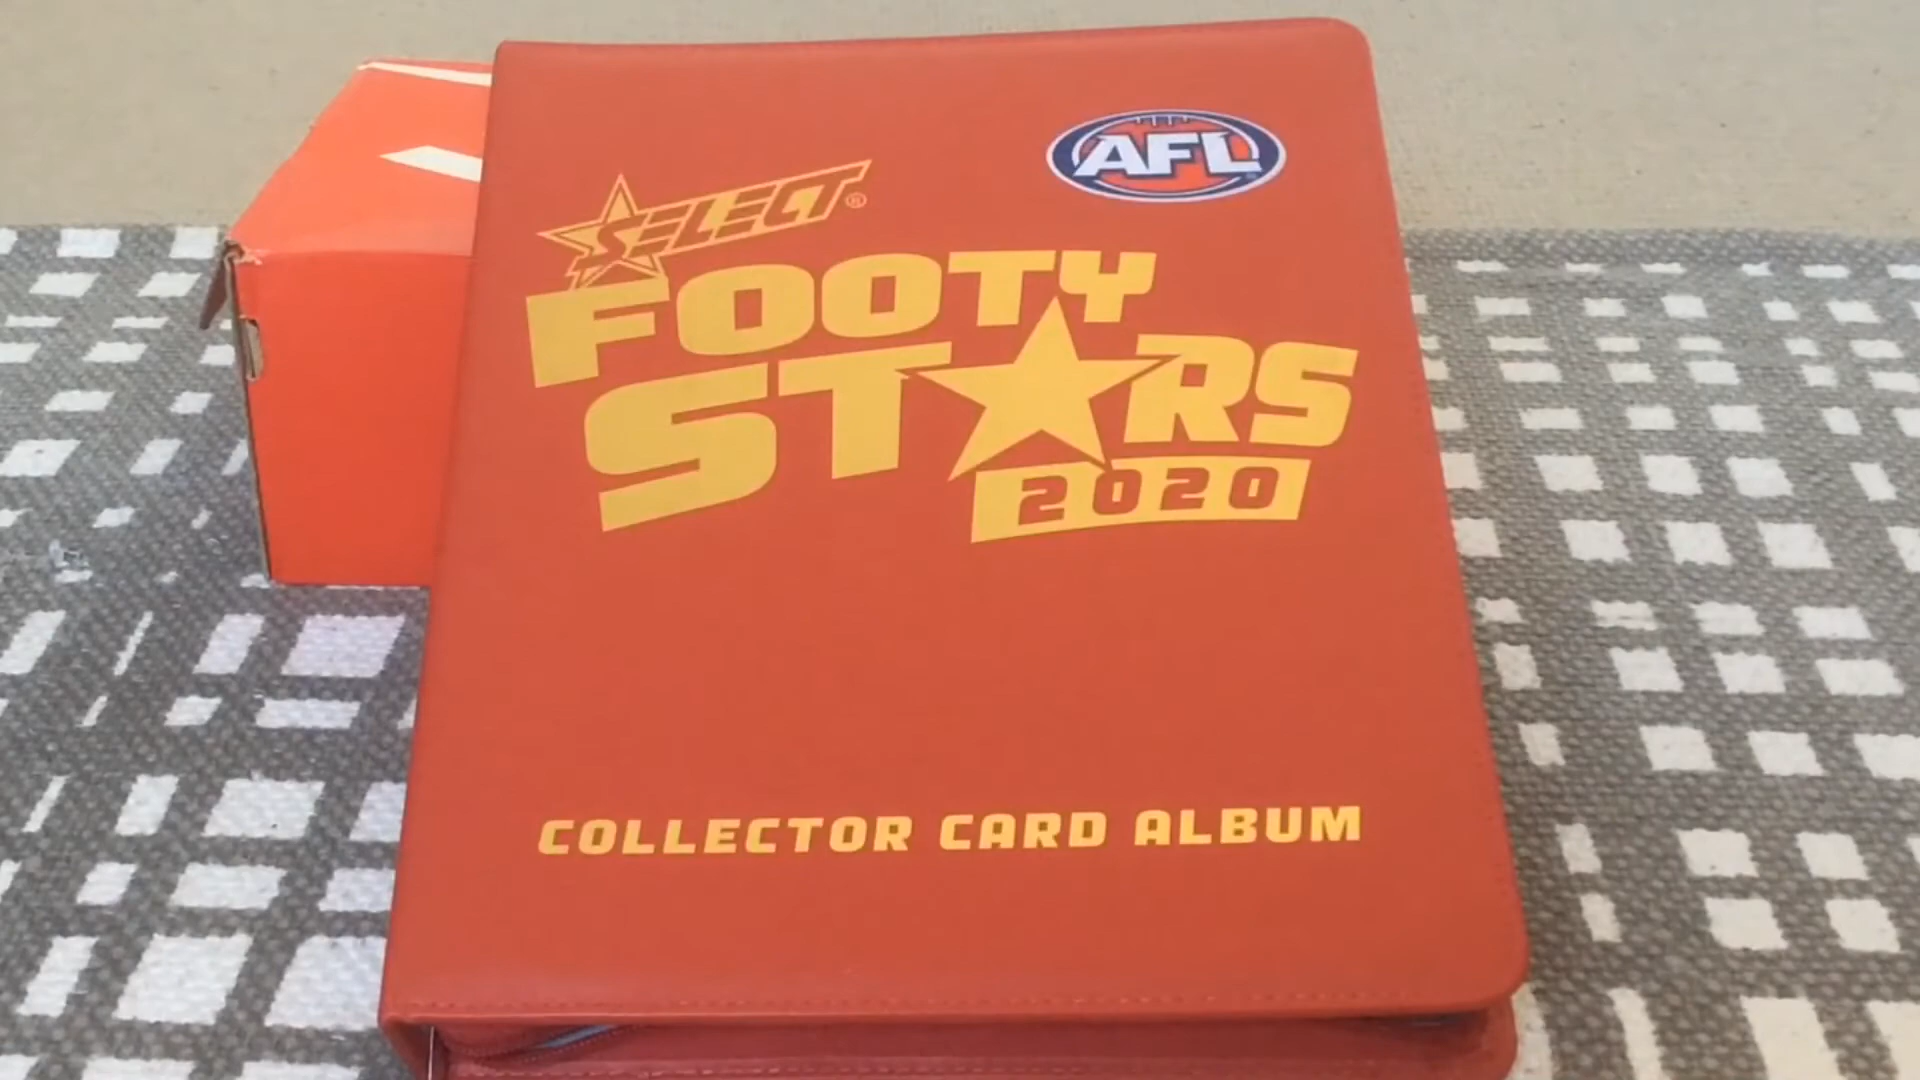 AFL
SELECT®
FOOTY
STARS
2020
COLLECTOR CARD ALBUM